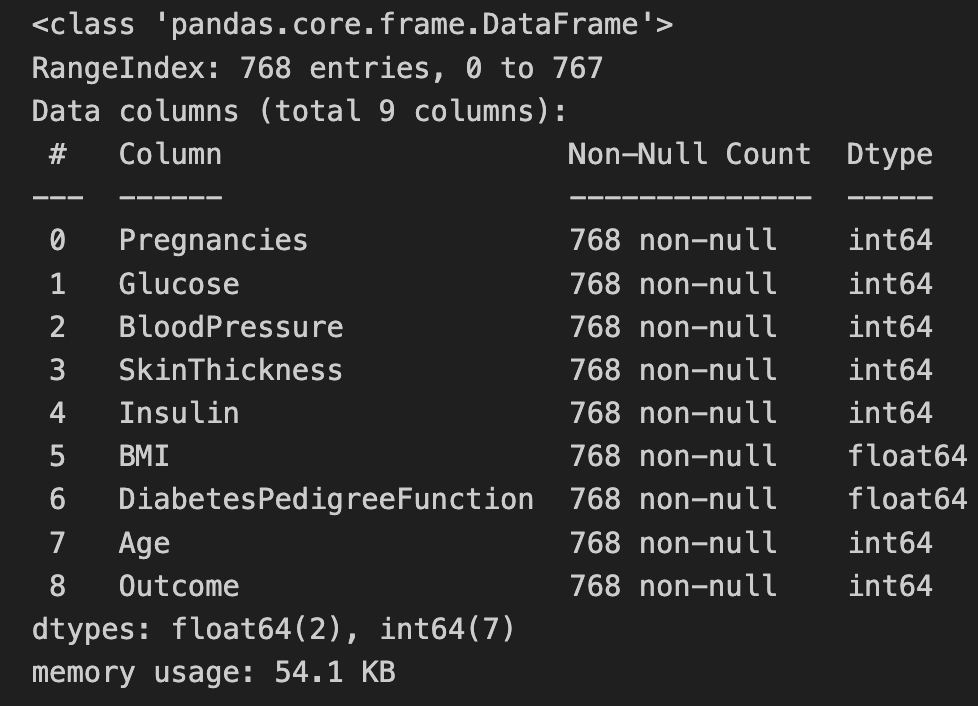 <class 'pandas.core.frame.DataFrame'>
RangeIndex: 768 entries, 0 to 767
Data columns (total 9 columns):
 #   Column                    Non-Null Count  Dtype
---  ------                    --------------  -----
 0   Pregnancies               768 non-null    int64
 1   Glucose                   768 non-null    int64
 2   BloodPressure             768 non-null    int64
 3   SkinThickness             768 non-null    int64
 4   Insulin                   768 non-null    int64
 5   BMI                       768 non-null    float64
 6   DiabetesPedigreeFunction  768 non-null    float64
 7   Age                       768 non-null    int64
 8   Outcome                   768 non-null    int64
dtypes: float64(2), int64(7)
memory usage: 54.1 KB